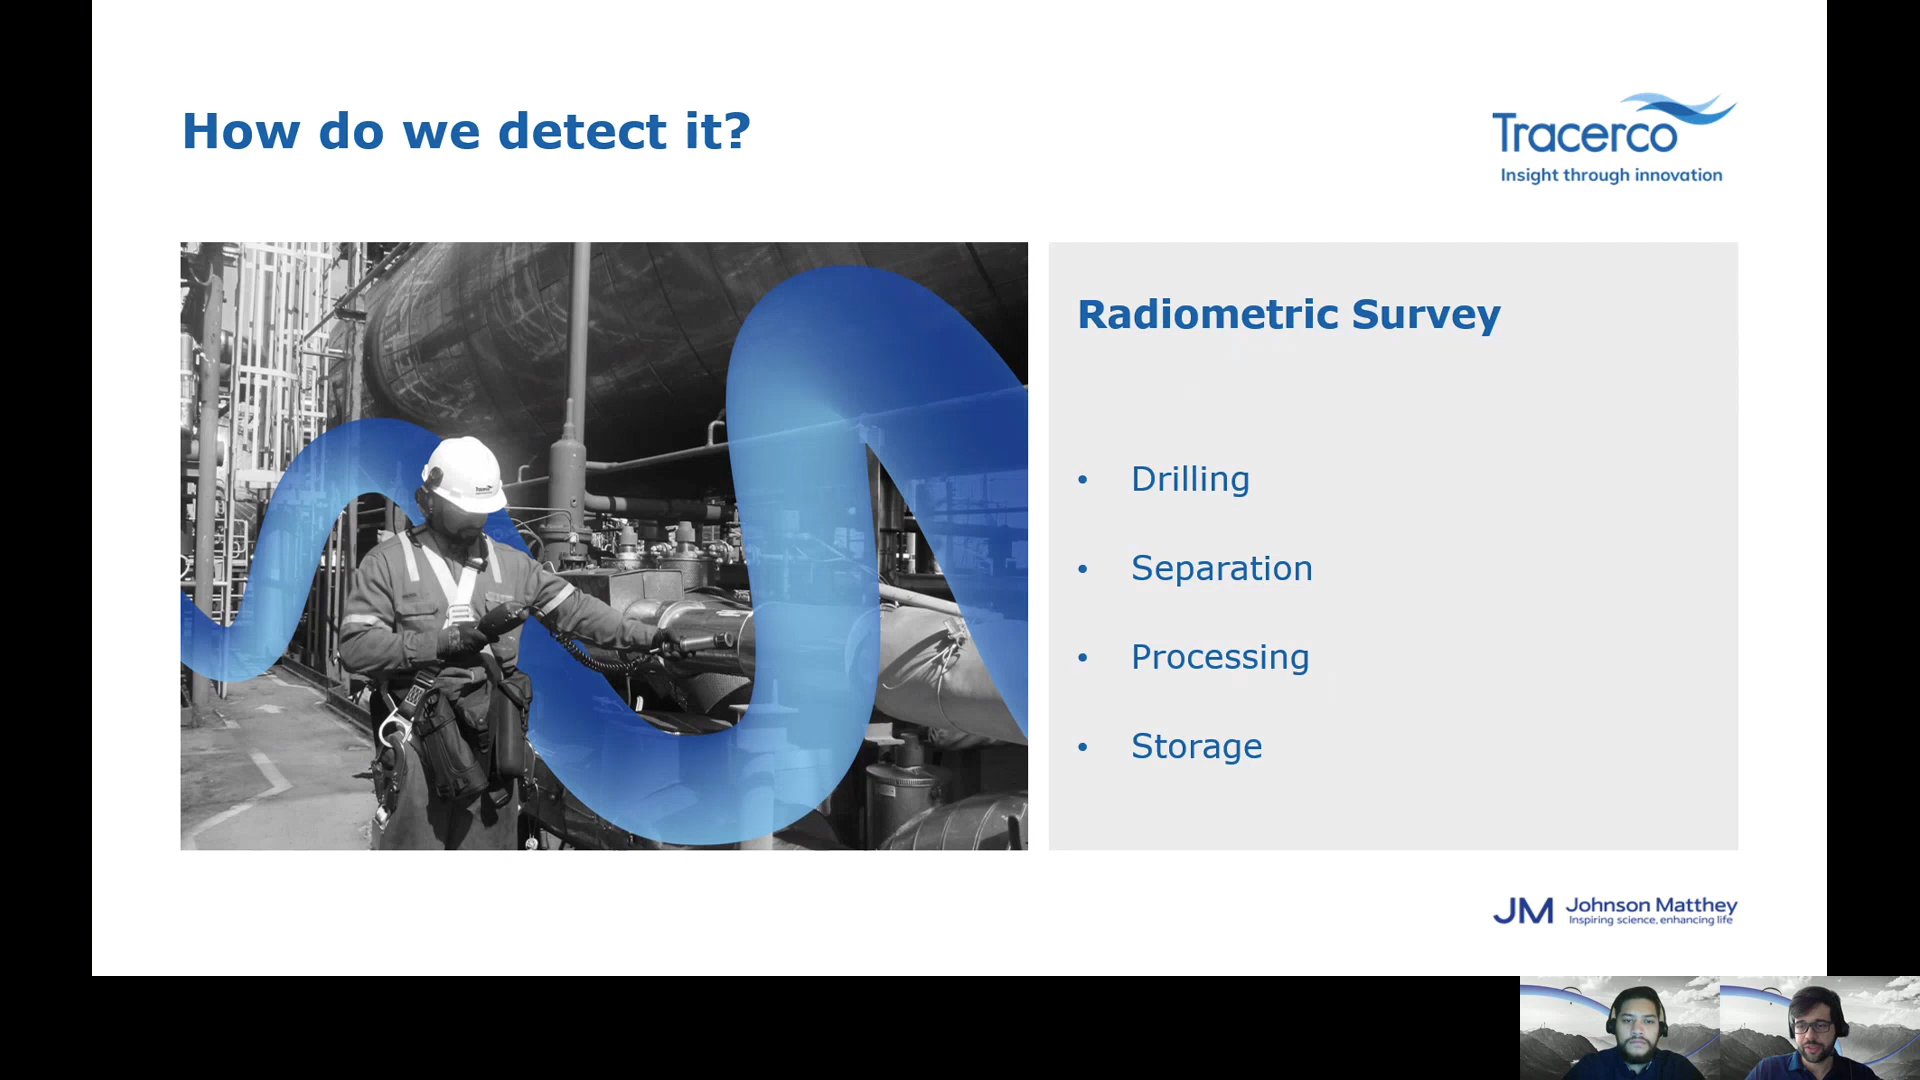 How do we detect it?
Tracerco
Insight through innovation
Radiometric Survey
• Drilling
• Separation
• Processing
• Storage
JM Johnson Matthey
Inspiring science, enhancing life